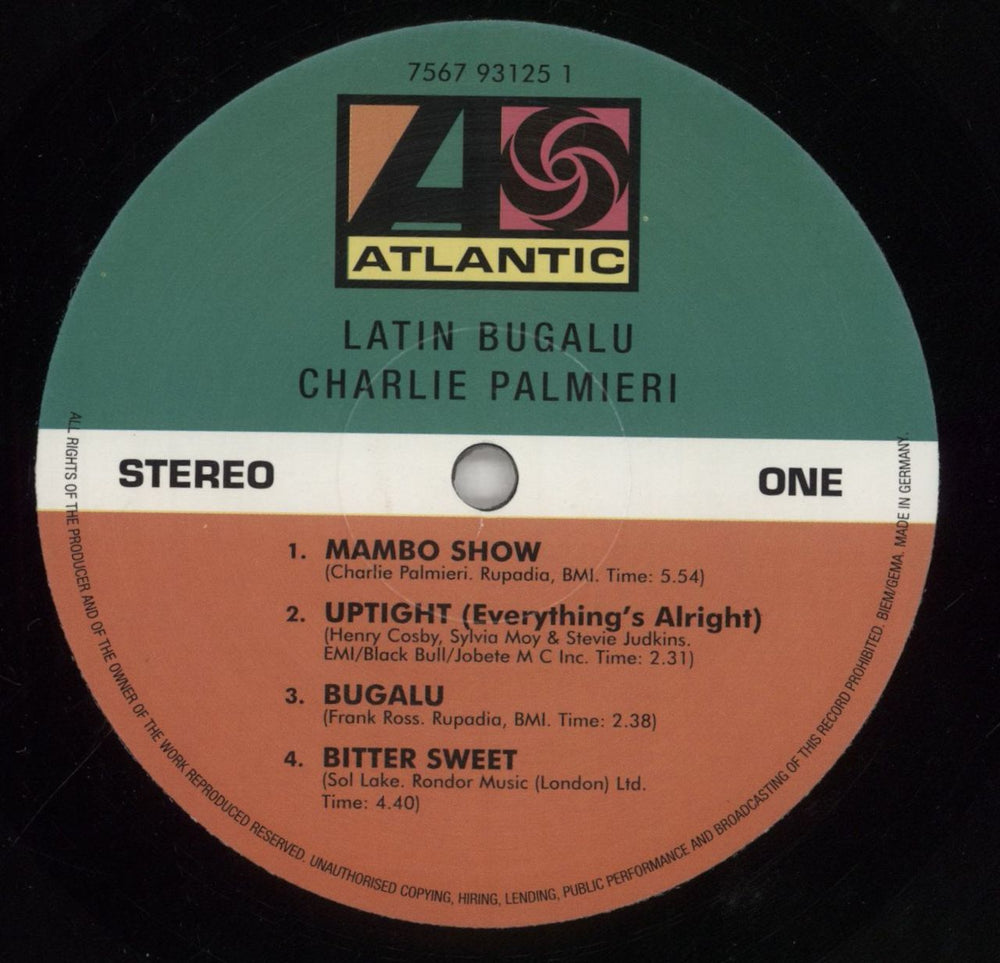 7567 93125 1
ATLANTIC
LATIN BUGALU
CHARLIE PALMIERI
STEREO
ONE
1. MAMBO SHOW
(Charlie Palmieri. Rupadia, BMI. Time: 5.54)
2. UPTIGHT (Everything's Alright)
(Henry Cosby, Sylvia Moy & Stevie Judkins.
EMI/Black Bull/Jobete M C Inc. Time: 2.31)
3. BUGALU
(Frank Ross. Rupadia, BMI. Time: 2.38)
4. BITTER SWEET
(Sol Lake. Rondor Music (London) Ltd.
Time: 4.40)
ALL RIGHTS OF THE PRODUCER AND OF THE OWNER OF THE WORK REPRODUCED RESERVED. UNAUTHORISED COPYING, HIRING, LENDING, PUBLIC PERFORMANCE AND BROADCASTING OF THIS RECORD PROHIBITED. BIEM/GEMA. MADE IN GERMANY.